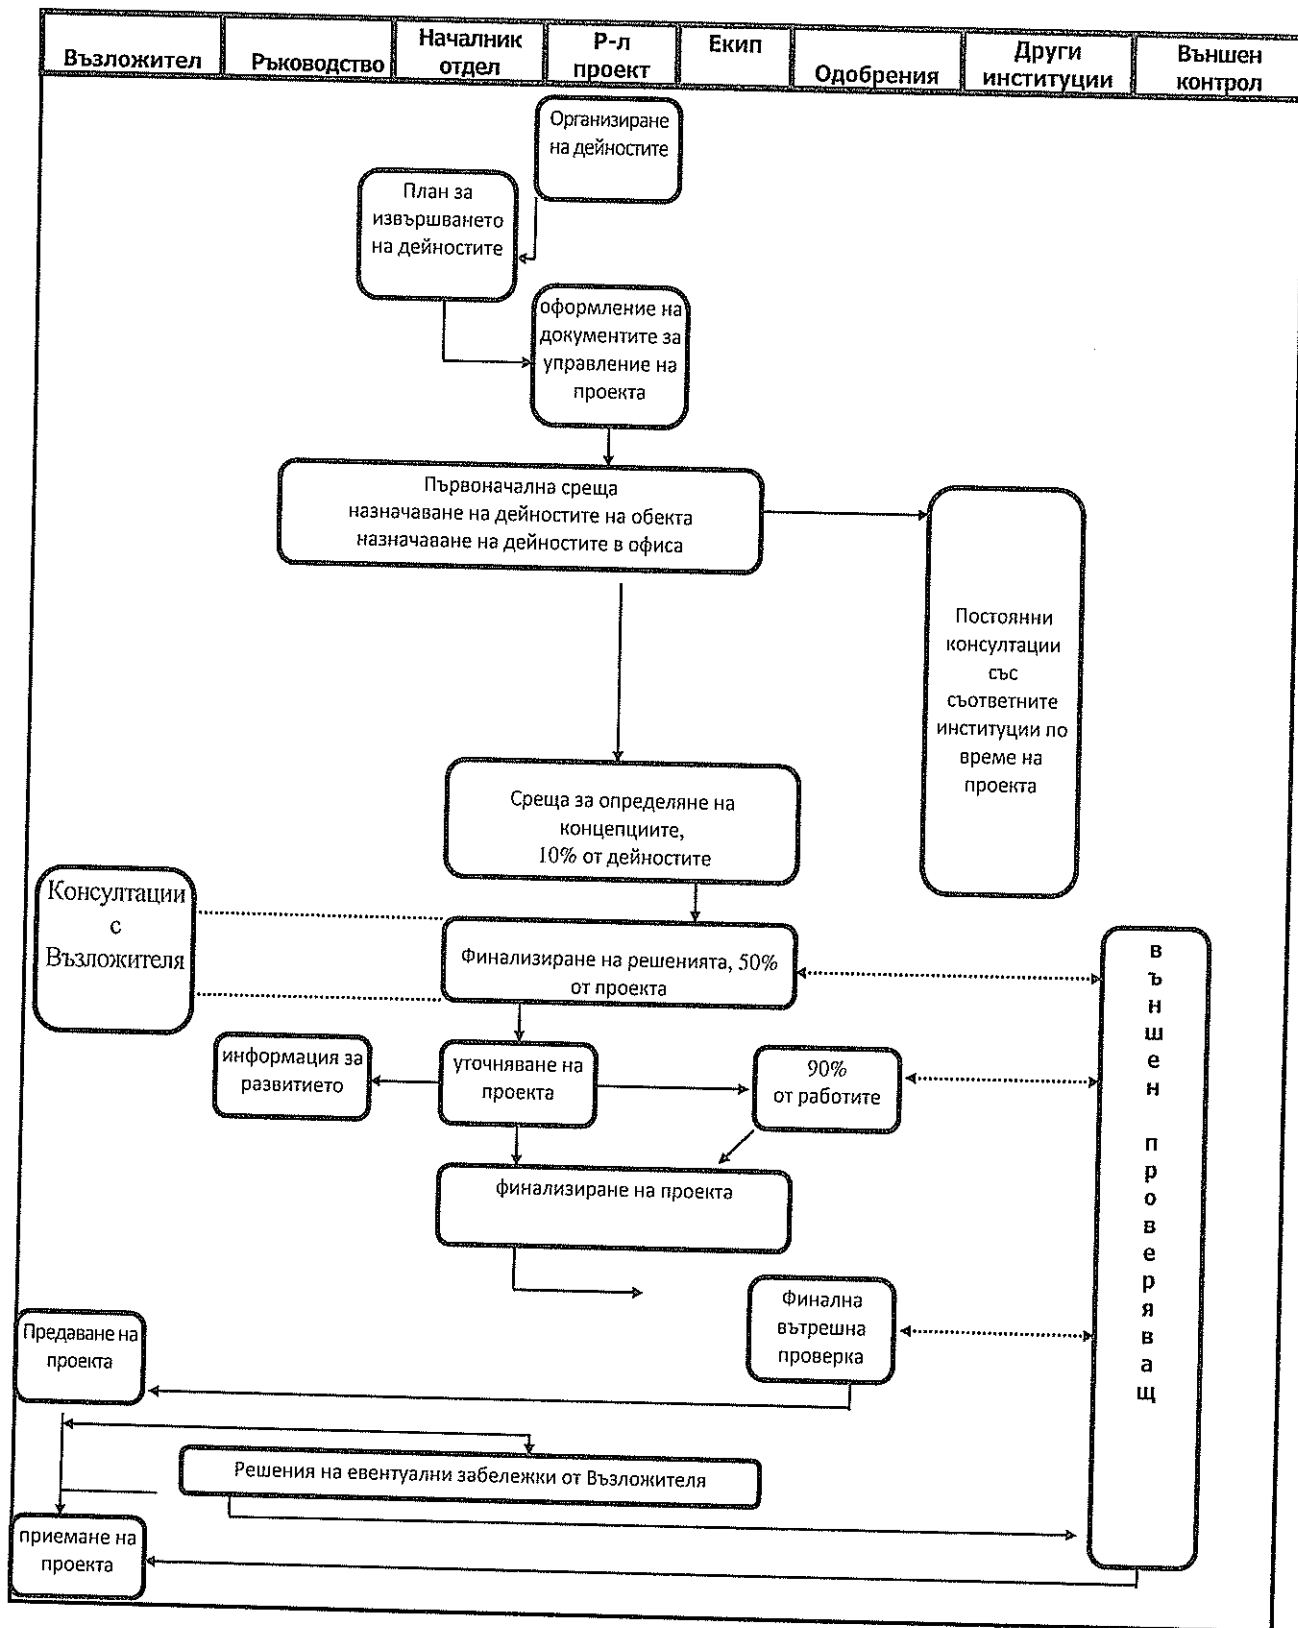 Възложител
Ръководство
Началник
отдел
Р-л
проект
Екип
Одобрения
Други
институции
Външен
контрол
Организиране
на дейностите
План за
извършването
на дейностите
оформление на
документите за
управление на
проекта
Първоначална среща
назначаване на дейностите на обекта
назначаване на дейностите в офиса
Постоянни
консултации
със
съответните
институции по
време на
проекта
Среща за определяне на
концепциите,
10% от дейностите
Консултации
с
Възложителя
Финализиране на решенията, 50%
от проекта
информация за
развитието
уточняване на
проекта
90%
от работите
финализиране на проекта
Финална
вътрешна
проверка
Предаване на
проекта
Решения на евентуални забележки от Възложителя
приемане на
проекта
в
ъ
н
ш
е
н
п
р
о
в
е
р
я
в
а
щ